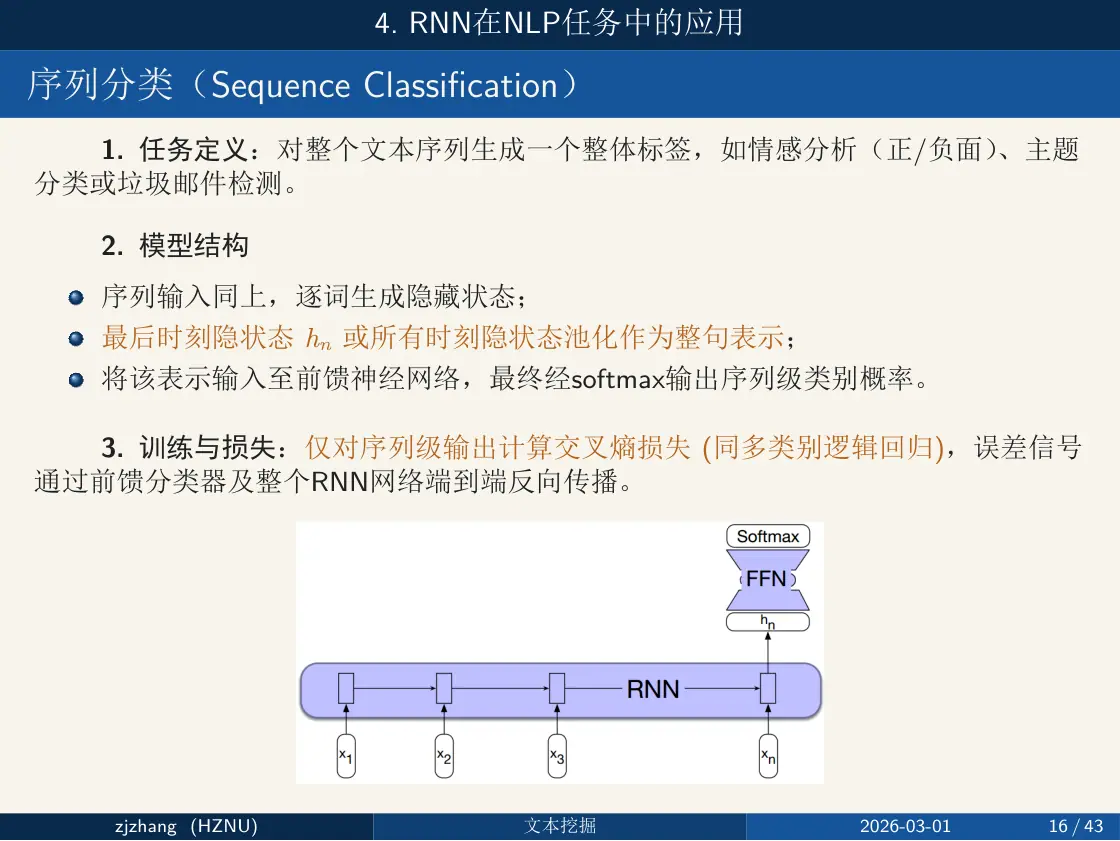 4. RNN在NLP任务中的应用
序列分类（Sequence Classification）
1. 任务定义：对整个文本序列生成一个整体标签，如情感分析（正/负面）、主题
分类或垃圾邮件检测。
2. 模型结构
序列输入同上，逐词生成隐藏状态；
最后时刻隐状态 hₙ 或所有时刻隐状态池化作为整句表示；
将该表示输入至前馈神经网络，最终经softmax输出序列级类别概率。
3. 训练与损失：仅对序列级输出计算交叉熵损失 (同多类别逻辑回归)，误差信号
通过前馈分类器及整个RNN网络端到端反向传播。
Softmax
FFN
hₙ
RNN
x₁ x₂ x₃ xₙ
zjzhang (HZNU) 文本挖掘 2026-03-01 16 / 43